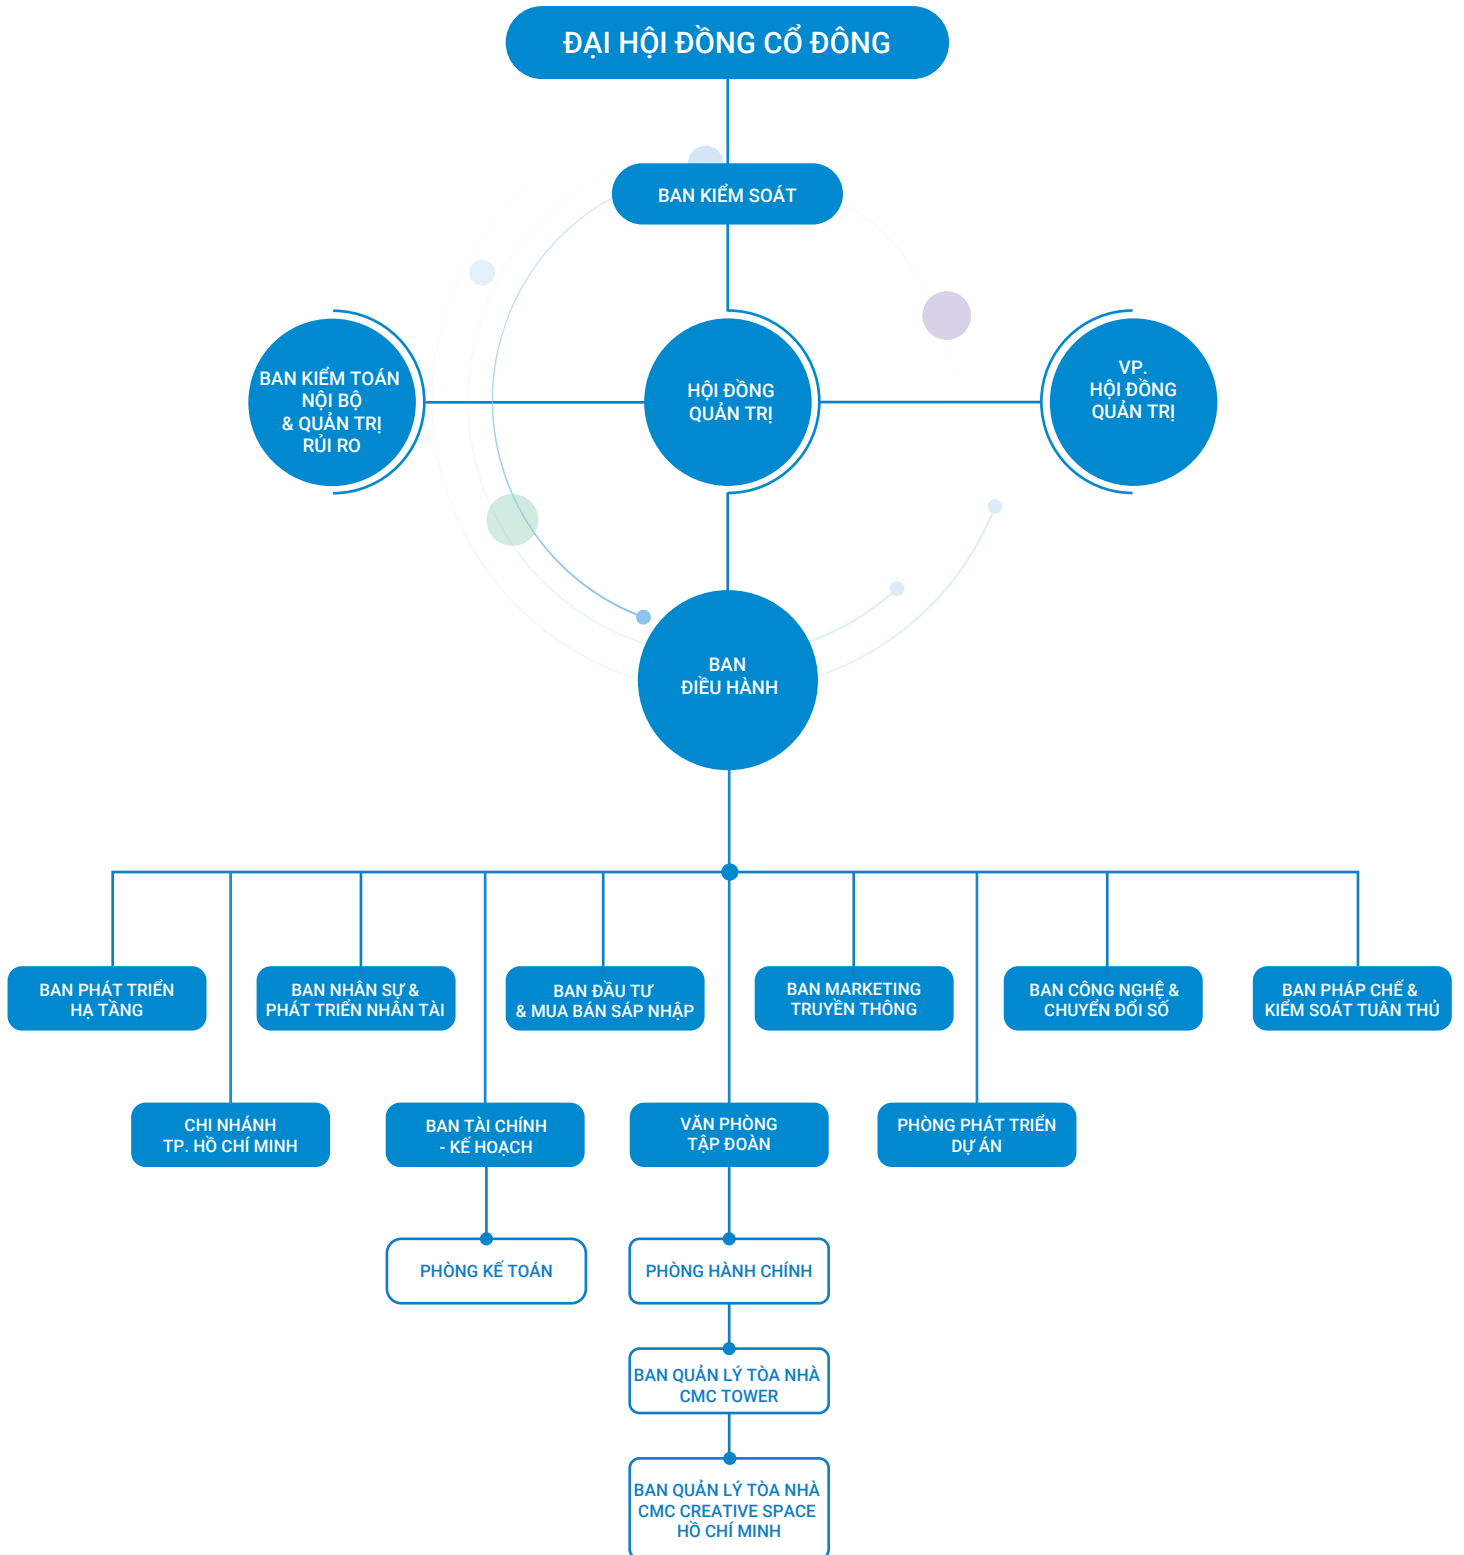 ĐẠI HỘI ĐỒNG CỔ ĐÔNG
BAN KIỂM SOÁT
BAN KIỂM TOÁN
NỘI BỘ
& QUẢN TRỊ
RỦI RO
HỘI ĐỒNG
QUẢN TRỊ
VP.
HỘI ĐỒNG
QUẢN TRỊ
BAN
ĐIỀU HÀNH
BAN PHÁT TRIỂN
HẠ TẦNG
BAN NHÂN SỰ &
PHÁT TRIỂN NHÂN TÀI
BAN ĐẦU TƯ
& MUA BÁN SÁP NHẬP
BAN MARKETING
TRUYỀN THÔNG
BAN CÔNG NGHỆ &
CHUYỂN ĐỔI SỐ
BAN PHÁP CHẾ &
KIỂM SOÁT TUÂN THỦ
CHI NHÁNH
TP. HỒ CHÍ MINH
BAN TÀI CHÍNH
- KẾ HOẠCH
VĂN PHÒNG
TẬP ĐOÀN
PHÒNG PHÁT TRIỂN
DỰ ÁN
PHÒNG KẾ TOÁN
PHÒNG HÀNH CHÍNH
BAN QUẢN LÝ TÒA NHÀ
CMC TOWER
BAN QUẢN LÝ TÒA NHÀ
CMC CREATIVE SPACE
HỒ CHÍ MINH